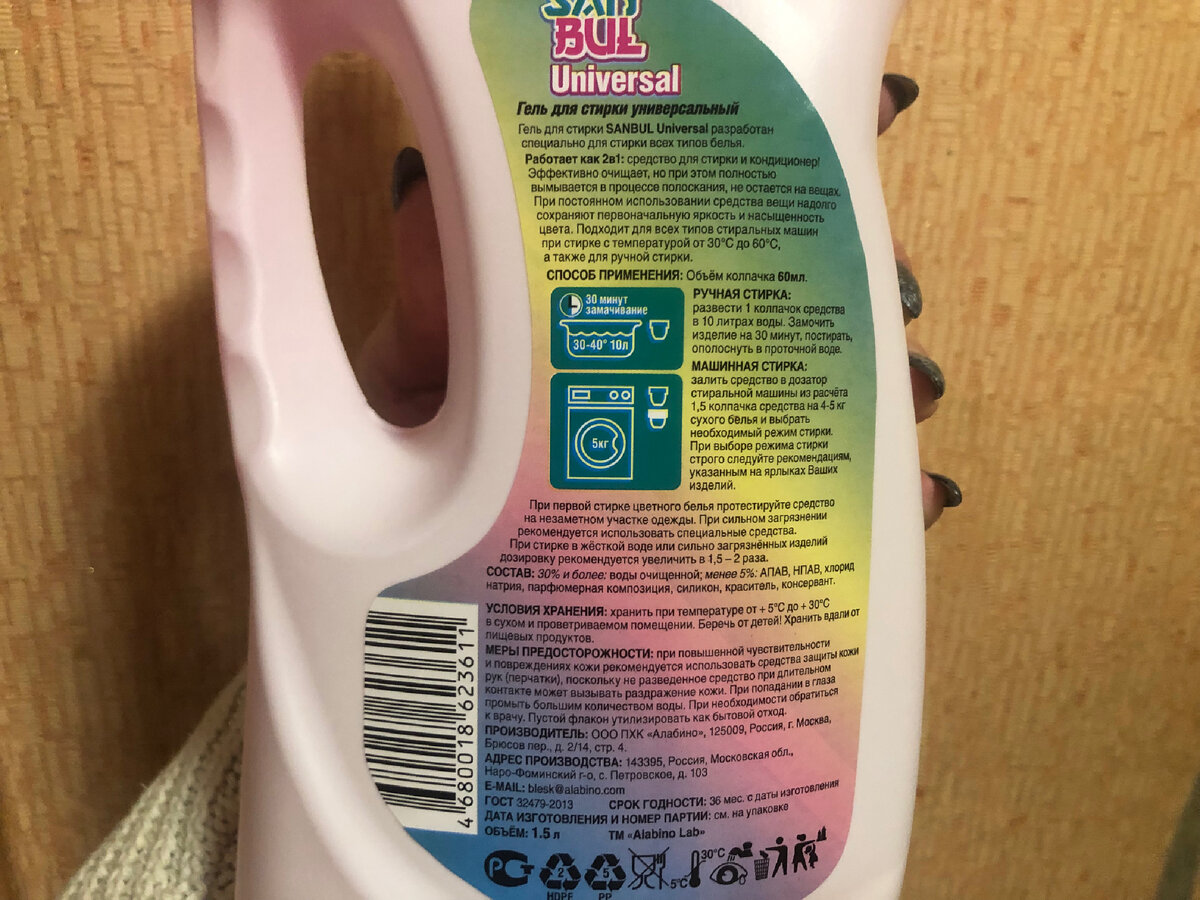 SAN
BUL
Universal
Гель для стирки универсальный
Гель для стирки SANBUL Universal разработан
специально для стирки всех типов белья.
Работает как 2в1: средство для стирки и кондиционер!
Эффективно очищает, но при этом полностью
вымывается в процессе полоскания, не остается на вещах.
При постоянном использовании средства вещи надолго
сохраняют первоначальную яркость и насыщенность
цвета. Подходит для всех типов стиральных машин
при стирке с температурой от 30°С до 60°С,
а также для ручной стирки.
СПОСОБ ПРИМЕНЕНИЯ: Объём колпачка 60мл.
30 минут
замачивание
30-40° 10л
РУЧНАЯ СТИРКА:
развести 1 колпачок средства
в 10 литрах воды. Замочить
изделие на 30 минут, постирать,
ополоснуть в проточной воде.
5кг
МАШИННАЯ СТИРКА:
залить средство в дозатор
стиральной машины из расчёта
1,5 колпачка средства на 4-5 кг
сухого белья и выбрать
необходимый режим стирки.
При выборе режима стирки
строго следуйте рекомендациям,
указанным на ярлыках Ваших
изделий.
При первой стирке цветного белья протестируйте средство
на незаметном участке одежды. При сильном загрязнении
рекомендуется использовать специальные средства.
При стирке в жёсткой воде или сильно загрязнённых изделий
дозировку рекомендуется увеличить в 1,5 – 2 раза.
СОСТАВ: 30% и более: воды очищенной; менее 5%: АПАВ, НПАВ, хлорид
натрия, парфюмерная композиция, силикон, краситель, консервант.
УСЛОВИЯ ХРАНЕНИЯ: хранить при температуре от + 5°С до + 30°С
в сухом и проветриваемом помещении. Беречь от детей! Хранить вдали от
пищевых продуктов.
МЕРЫ ПРЕДОСТОРОЖНОСТИ: при повышенной чувствительности
и повреждениях кожи рекомендуется использовать средства защиты кожи
рук (перчатки), поскольку не разведенное средство при длительном
контакте может вызывать раздражение кожи. При попадании в глаза
промыть большим количеством воды. При необходимости обратиться
к врачу. Пустой флакон утилизировать как бытовой отход.
ПРОИЗВОДИТЕЛЬ: ООО ПХК «Алабино», 125009, Россия, г. Москва,
Брюсов пер., д. 2/14, стр. 4.
АДРЕС ПРОИЗВОДСТВА: 143395, Россия, Московская обл.,
Наро-Фоминский г-о, с. Петровское, д. 103
E-MAIL: blesk@alabino.com
ГОСТ 32479-2013 СРОК ГОДНОСТИ: 36 мес. с даты изготовления
ДАТА ИЗГОТОВЛЕНИЯ И НОМЕР ПАРТИИ: см. на упаковке
ОБЪЁМ: 1.5 л ТМ «Alabino Lab»
4 680018 623611
РСТ 2 5 5°C 30°C
HDPE PP